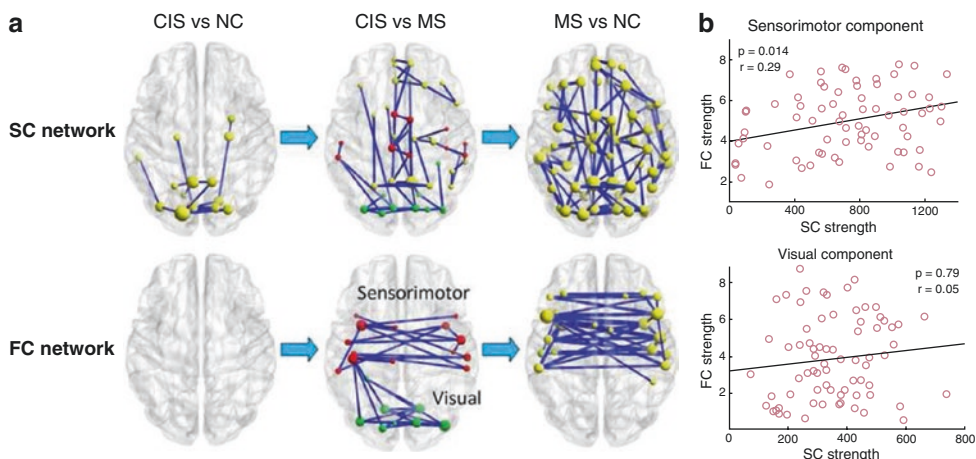 a
CIS vs NC
CIS vs MS
MS vs NC
SC network
FC network
Sensorimotor
Visual
b
Sensorimotor component
p = 0.014
r = 0.29
FC strength
8
6
4
2
0
400
800
1200
SC strength
Visual component
p = 0.79
r = 0.05
FC strength
8
6
4
2
0
200
400
600
800
SC strength